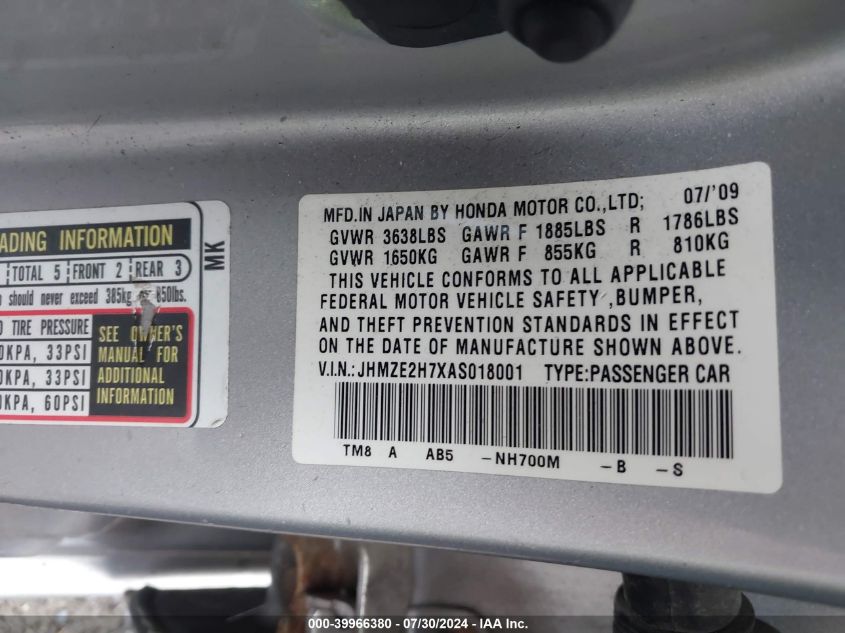 ADING INFORMATION
TOTAL 5 FRONT 2 REAR 3
should never exceed 385kg 850lbs.
TIRE PRESSURE
KPA, 33PSI
KPA, 33PSI
KPA, 60PSI
SEE OWNER'S
MANUAL FOR
ADDITIONAL
INFORMATION
MK
MFD.IN JAPAN BY HONDA MOTOR CO.,LTD; 07/'09
GVWR 3638LBS GAWR F 1885LBS R 1786LBS
GVWR 1650KG GAWR F 855KG R 810KG
THIS VEHICLE CONFORMS TO ALL APPLICABLE
FEDERAL MOTOR VEHICLE SAFETY,BUMPER,
AND THEFT PREVENTION STANDARDS IN EFFECT
ON THE DATE OF MANUFACTURE SHOWN ABOVE.
V.I.N.:JHMZE2H7XAS018001 TYPE:PASSENGER CAR
TM8 A AB5 -NH700M -B -S
000-39966380 - 07/30/2024 - IAA, Inc.